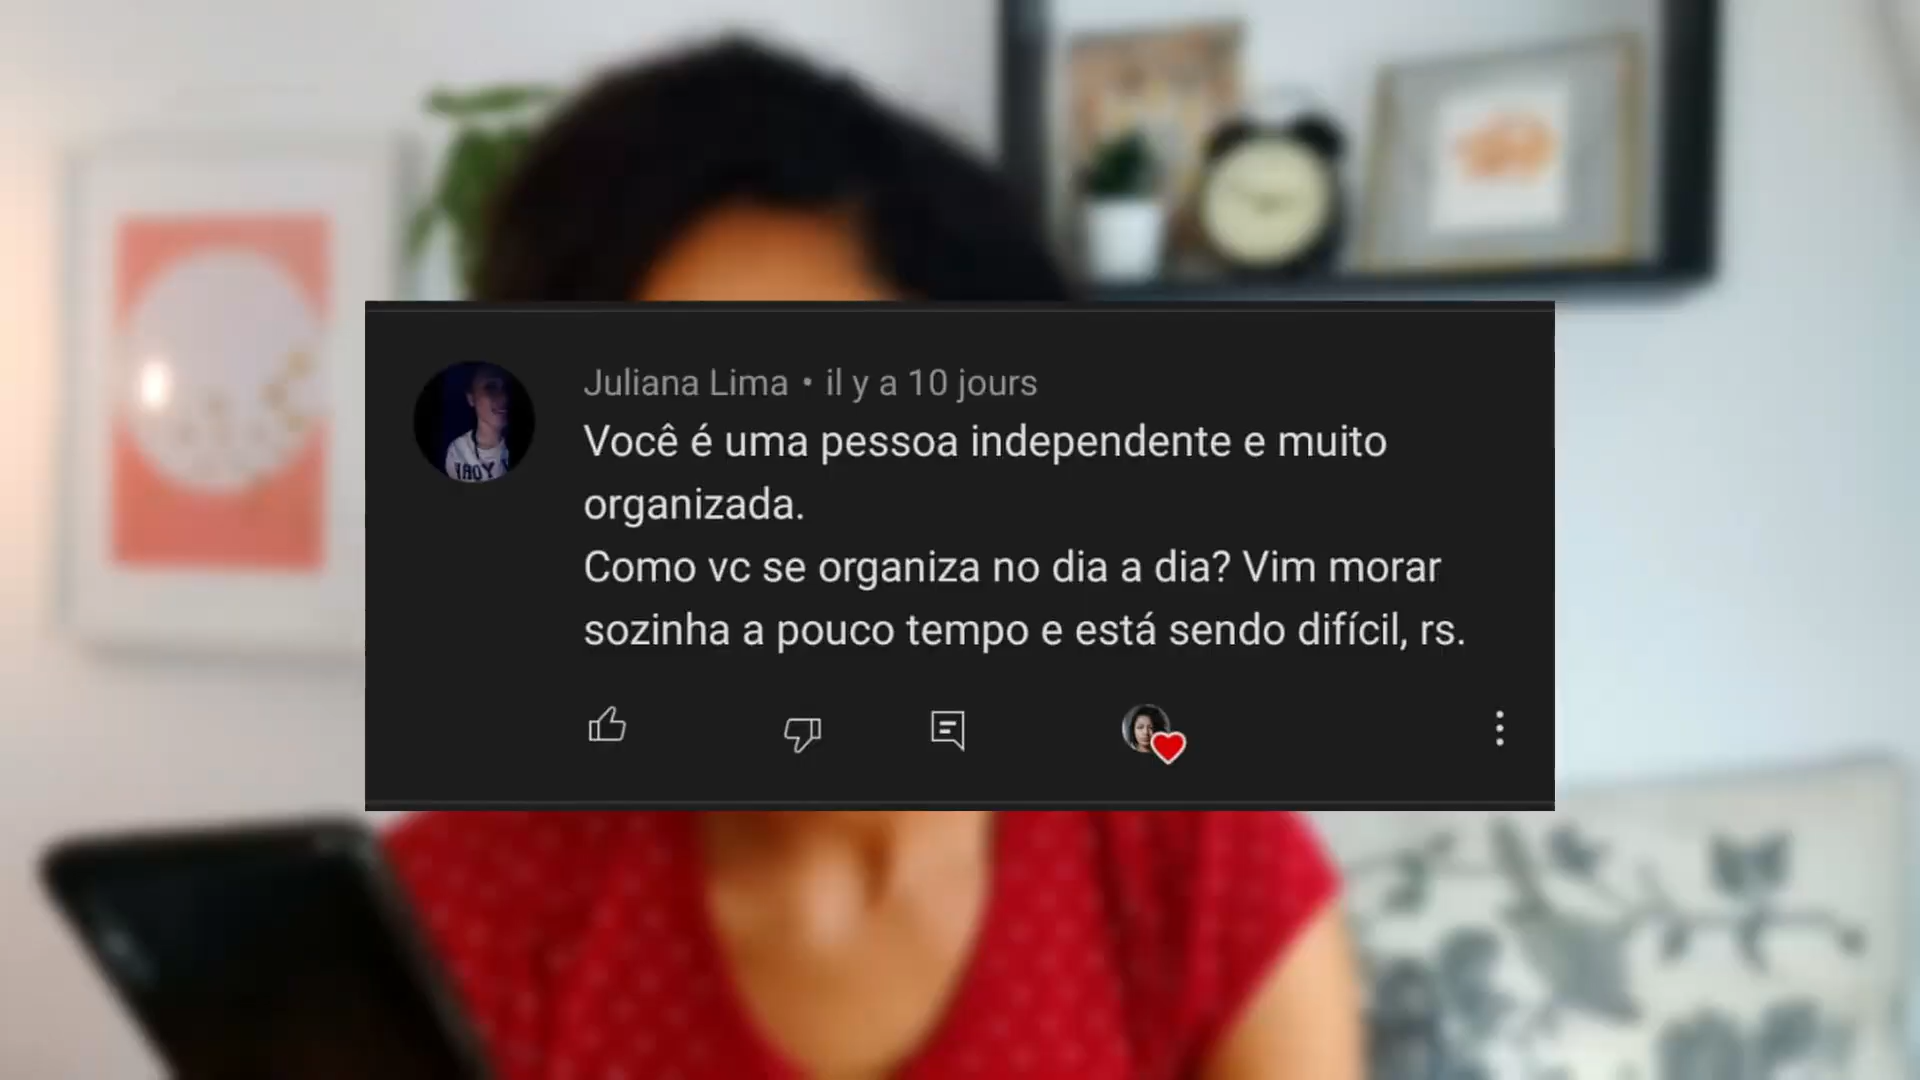 Juliana Lima • il y a 10 jours
Você é uma pessoa independente e muito
organizada.
Como vc se organiza no dia a dia? Vim morar
sozinha a pouco tempo e está sendo difícil, rs.